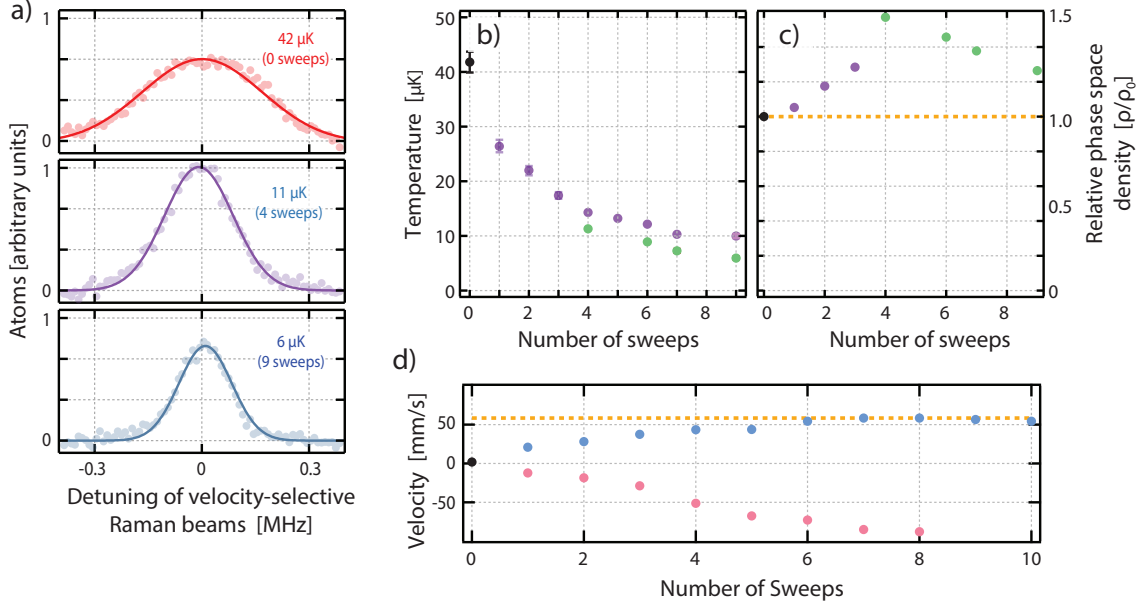 a)
Atoms [arbitrary units]
1
0
42 µK
(0 sweeps)
1
0
11 µK
(4 sweeps)
1
0
6 µK
(9 sweeps)
-0.3
0
0.3
Detuning of velocity-selective
Raman beams [MHz]
b)
Temperature [µK]
50
40
30
20
10
0
0
2
4
6
8
Number of sweeps
c)
1.5
1.0
0.5
0
Relative phase space
density [ρ/ρ0]
0
2
4
6
8
Number of sweeps
d)
Velocity [mm/s]
50
0
-50
0
2
4
6
8
10
Number of Sweeps